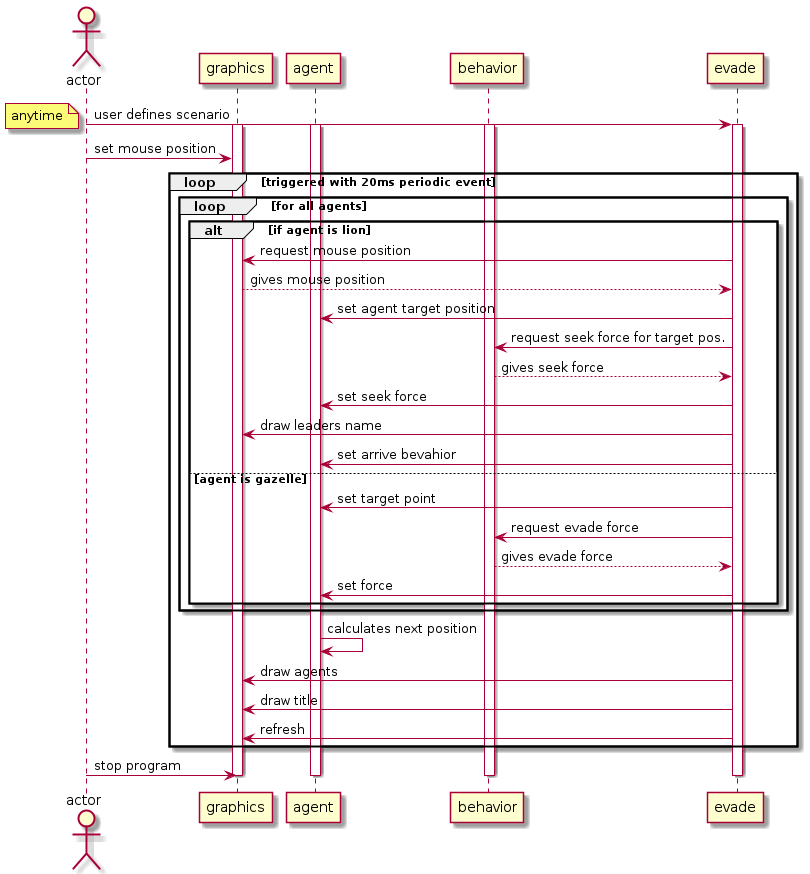 actor
graphics agent behavior evade
anytime
user defines scenario
set mouse position
loop [triggered with 20ms periodic event]
loop [for all agents]
alt [if agent is lion]
request mouse position
gives mouse position
set agent target position
request seek force for target pos.
gives seek force
set seek force
draw leaders name
set arrive bevahior
[agent is gazelle]
set target point
request evade force
gives evade force
set force
calculates next position
draw agents
draw title
refresh
stop program
actor
graphics agent behavior evade